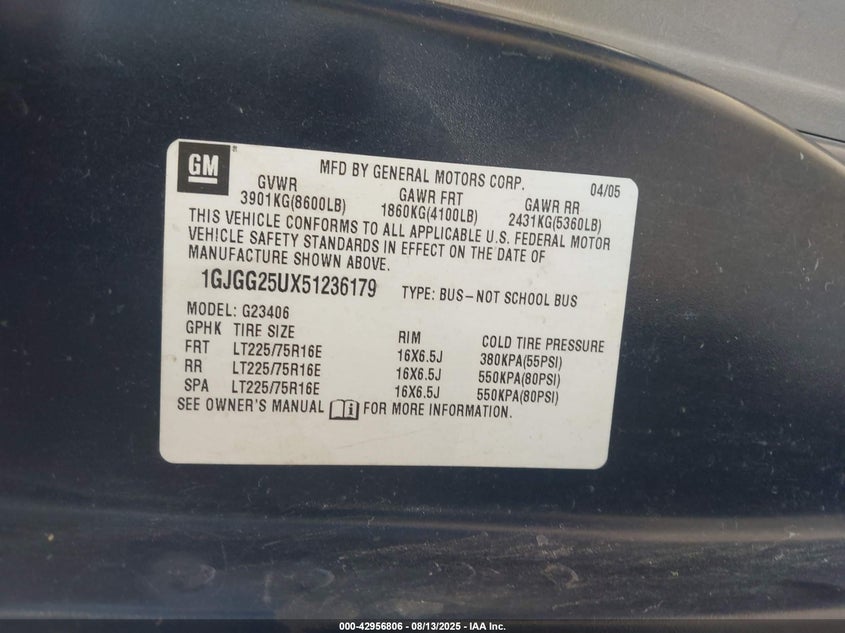 GM
MFD BY GENERAL MOTORS CORP. 04/05
GVWR GAWR FRT GAWR RR
3901KG(8600LB) 1860KG(4100LB) 2431KG(5360LB)
THIS VEHICLE CONFORMS TO ALL APPLICABLE U.S. FEDERAL MOTOR
VEHICLE SAFETY STANDARDS IN EFFECT ON THE DATE OF
MANUFACTURE SHOWN ABOVE.
1GJGG25UX51236179 TYPE: BUS-NOT SCHOOL BUS
MODEL: G23406
GPHK TIRE SIZE RIM COLD TIRE PRESSURE
FRT LT225/75R16E 16X6.5J 380KPA(55PSI)
RR LT225/75R16E 16X6.5J 550KPA(80PSI)
SPA LT225/75R16E 16X6.5J 550KPA(80PSI)
SEE OWNER'S MANUAL FOR MORE INFORMATION.
000-42956806 - 08/13/2025 - IAA Inc.